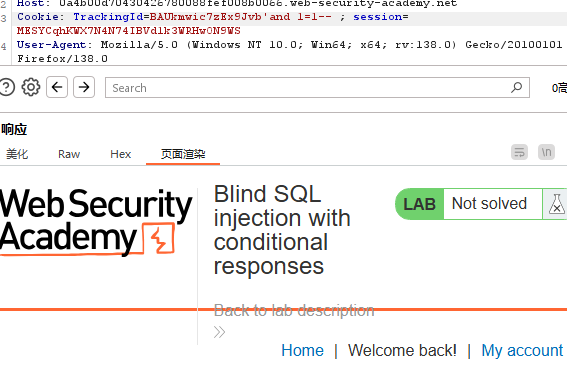 2 Host: 0a4b00d70430426780088fef008b0066.web-security-academy.net
3 Cookie: TrackingId=BAUkmwic7zEx9Jvb'and 1=1-- ; session=
MESYCqhKWX7N4N74IBVdlk3WRHw0N9WS
4 User-Agent: Mozilla/5.0 (Windows NT 10.0; Win64; x64; rv:138.0) Gecko/20100101
Firefox/138.0
Search
0高
响应
美化 Raw Hex 页面渲染 \n
Web Security
Academy
Blind SQL
injection with
conditional
responses
LAB Not solved
Back to lab description
Home | Welcome back! | My account